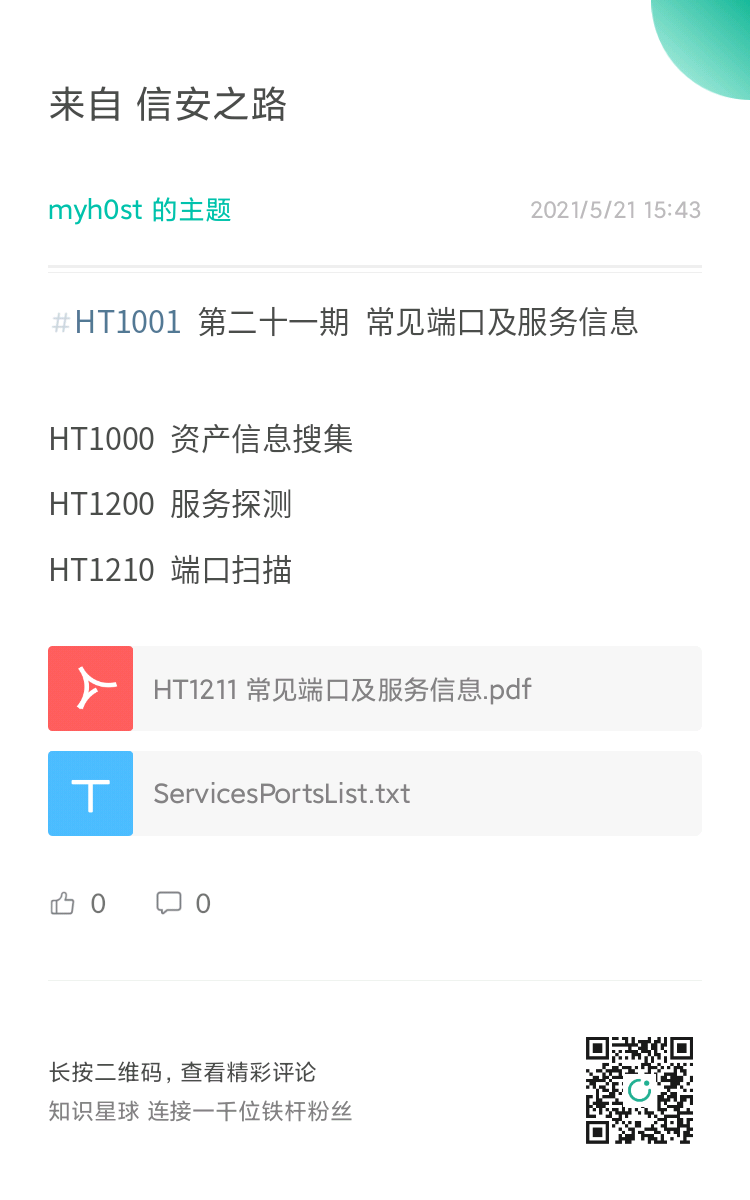 来自 信安之路
myh0st 的主题
2021/5/21 15:43
#HT1001 第二十一期 常见端口及服务信息
HT1000 资产信息搜集
HT1200 服务探测
HT1210 端口扫描
HT1211 常见端口及服务信息.pdf
ServicesPortsList.txt
0 0
长按二维码, 查看精彩评论
知识星球 连接一千位铁杆粉丝